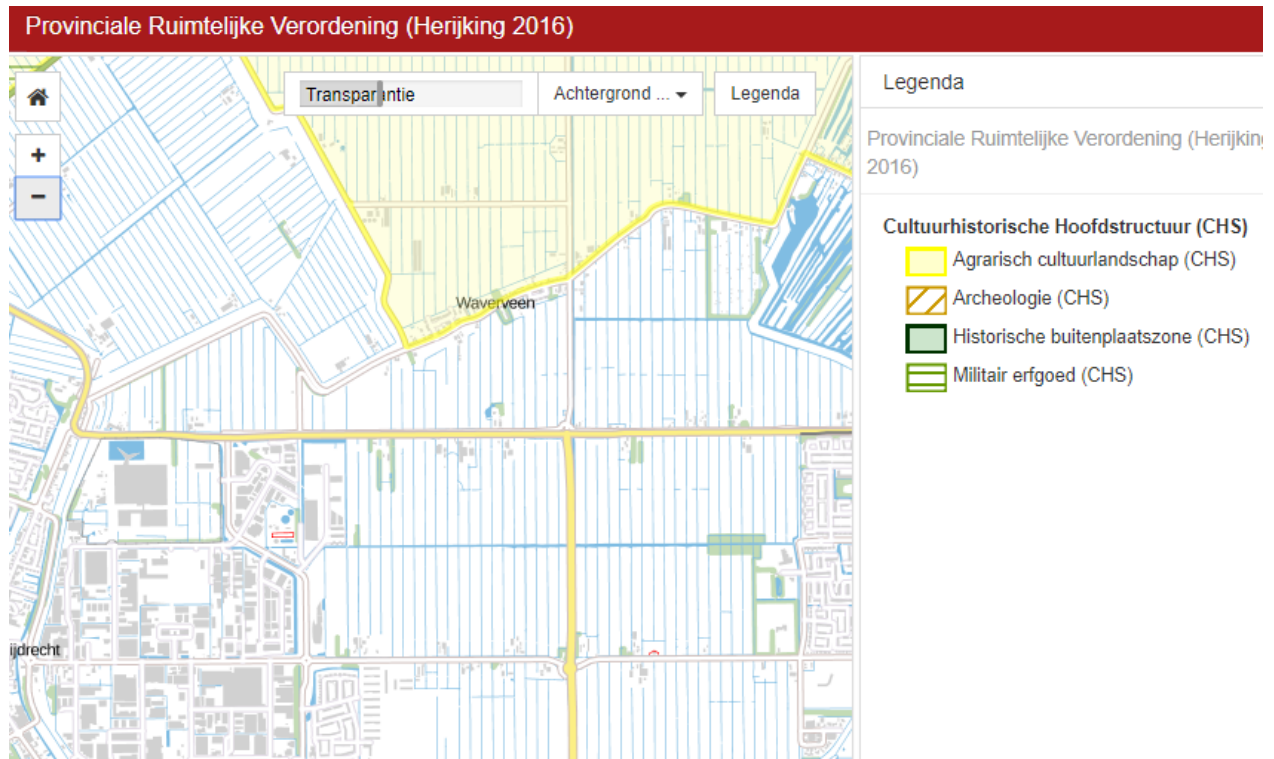 Provinciale Ruimtelijke Verordening (Herijking 2016)
Transparantie
Achtergrond ...
Legenda
+
−
Waverveen
ijdrecht
Legenda
Provinciale Ruimtelijke Verordening (Herijking
2016)
Cultuurhistorische Hoofdstructuur (CHS)
Agrarisch cultuurlandschap (CHS)
Archeologie (CHS)
Historische buitenplaatszone (CHS)
Militair erfgoed (CHS)